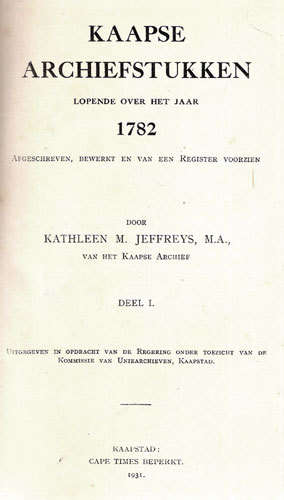 KAAPSE
ARCHIEFSTUKKEN
LOPENDE OVER HET JAAR
1782
AFGESCHREVEN, BEWERKT EN VAN EEN REGISTER VOORZIEN
DOOR
KATHLEEN M. JEFFREYS, M.A.,
VAN HET KAAPSE ARCHIEF
DEEL I.
UITGEGEVEN IN OPDRACHT VAN DE REGERING ONDER TOEZICHT VAN DE
KOMMISSIE VAN UNIEARCHIEVEN, KAAPSTAD.
KAAPSTAD:
CAPE TIMES BEPERKT.
1931.